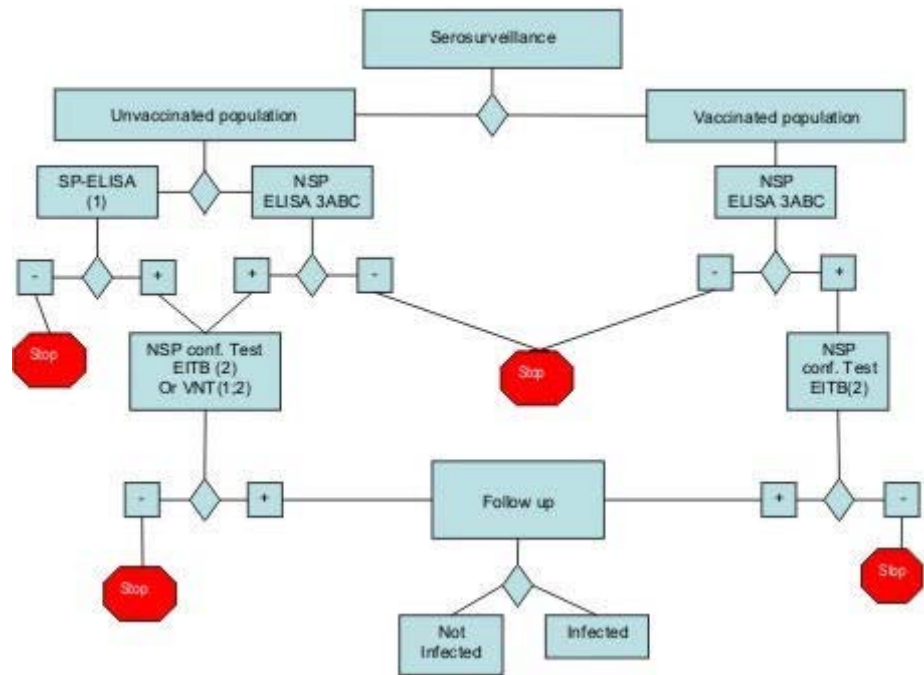 Serosurveillance
Unvaccinated population
Vaccinated population
SP-ELISA
(1)
NSP
ELISA 3ABC
NSP
ELISA 3ABC
-
+
+
-
-
+
Stop
NSP conf. Test
EITB (2)
Or VNT(1;2)
Stop
NSP
conf. Test
EITB(2)
-
+
Follow up
+
-
Stop
Stop
Not
Infected
Infected